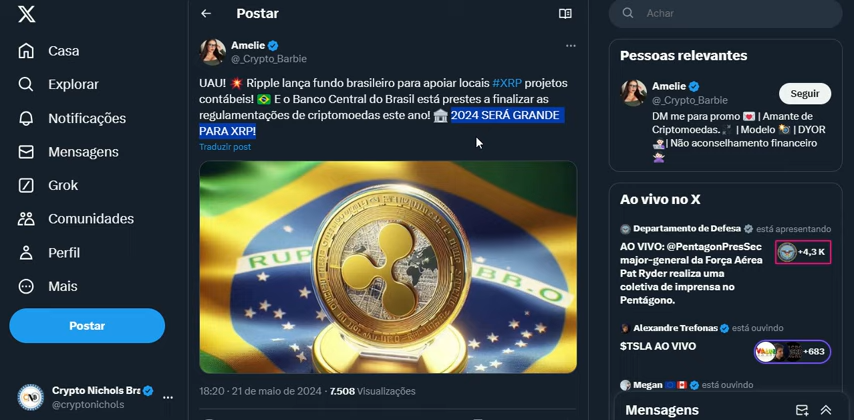 Casa
Explorar
Notificações
Mensagens
Grok
Comunidades
Perfil
Mais
Postar
Crypto Nichols Bra
@cryptonichols
Postar
Amelie
@_Crypto_Barbie
UAU! 💥 Ripple lança fundo brasileiro para apoiar locais #XRP projetos
contábeis! 🇧🇷 E o Banco Central do Brasil está prestes a finalizar as
regulamentações de criptomoedas este ano! 🏛️ 2024 SERÁ GRANDE
PARA XRP!
Traduzir post
18:20 · 21 de maio de 2024 · 7.508 Visualizações
Achar
Pessoas relevantes
Amelie
@_Crypto_Barbie
Seguir
DM me para promo 💌 | Amante de
Criptomoedas. | Modelo 📸 | DYOR
| Não aconselhamento financeiro
Ao vivo no X
Departamento de Defesa está apresentando
AO VIVO: @PentagonPresSec
major-general da Força Aérea
Pat Ryder realiza uma
coletiva de imprensa no
Pentágono.
+4,3 K
Alexandre Trefonas está ouvindo
$TSLA AO VIVO
+683
Megan 🇪🇺 🇨🇦 está ouvindo
Mensagens